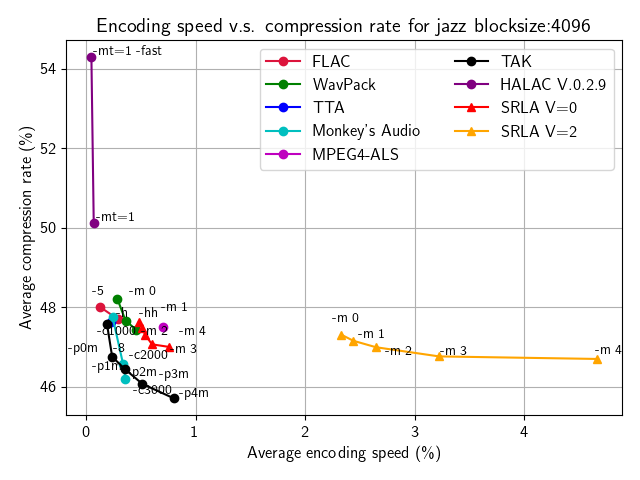 Encoding speed v.s. compression rate for jazz blocksize:4096
Average compression rate (%)
54
52
50
48
46
FLAC
WavPack
TTA
Monkey's Audio
MPEG4-ALS
TAK
HALAC V.0.2.9
SRLA V=0
SRLA V=2
-mt=1 -fast
-mt=1
-5
-m 0
-h
-hh
-m 1
-c1000
-m 2
-m 4
-p0m
-8
-c2000
-m 3
-p1m
-p2m
-p3m
-c3000
-p4m
-m 0
-m 1
-m 2
-m 3
-m 4
0
1
2
3
4
Average encoding speed (%)